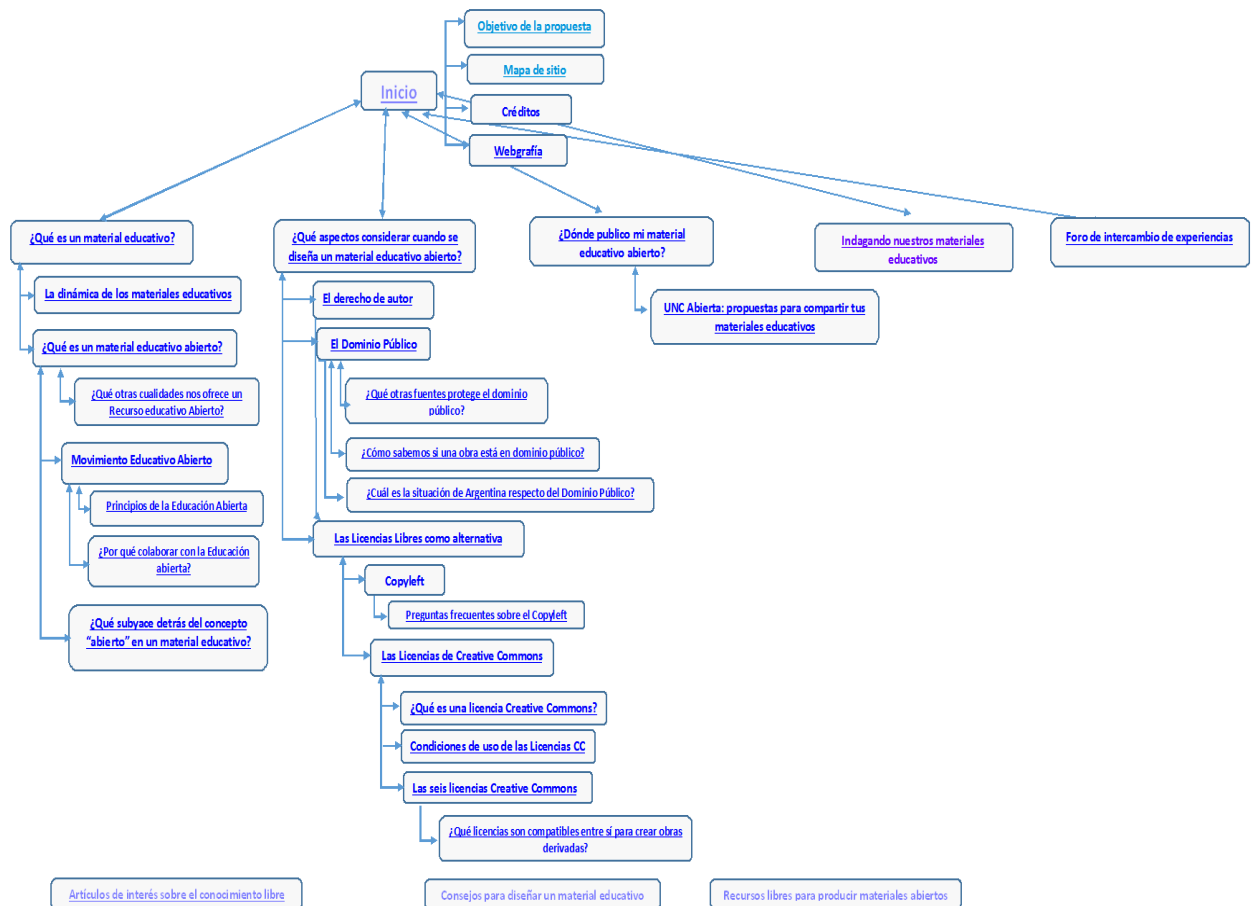 Objetivo de la propuesta
Mapa de sitio
Inicio
Créditos
Webgrafía
¿Qué es un material educativo?
La dinámica de los materiales educativos
¿Qué es un material educativo abierto?
¿Qué otras cualidades nos ofrece un
Recurso educativo Abierto?
Movimiento Educativo Abierto
Principios de la Educación Abierta
¿Por qué colaborar con la Educación
abierta?
¿Qué subyace detrás del concepto
“abierto” en un material educativo?
¿Qué aspectos considerar cuando se
diseña un material educativo abierto?
El derecho de autor
El Dominio Público
¿Qué otras fuentes protege el dominio
público?
¿Cómo sabemos si una obra está en dominio público?
¿Cuál es la situación de Argentina respecto del Dominio Público?
Las Licencias Libres como alternativa
Copyleft
Preguntas frecuentes sobre el Copyleft
Las Licencias de Creative Commons
¿Qué es una licencia Creative Commons?
Condiciones de uso de las Licencias CC
Las seis licencias Creative Commons
¿Qué licencias son compatibles entre sí para crear obras
derivadas?
¿Dónde publico mi material
educativo abierto?
UNC Abierta: propuestas para compartir tus
materiales educativos
Indagando nuestros materiales
educativos
Foro de intercambio de experiencias
Artículos de interés sobre el conocimiento libre
Consejos para diseñar un material educativo
Recursos libres para producir materiales abiertos